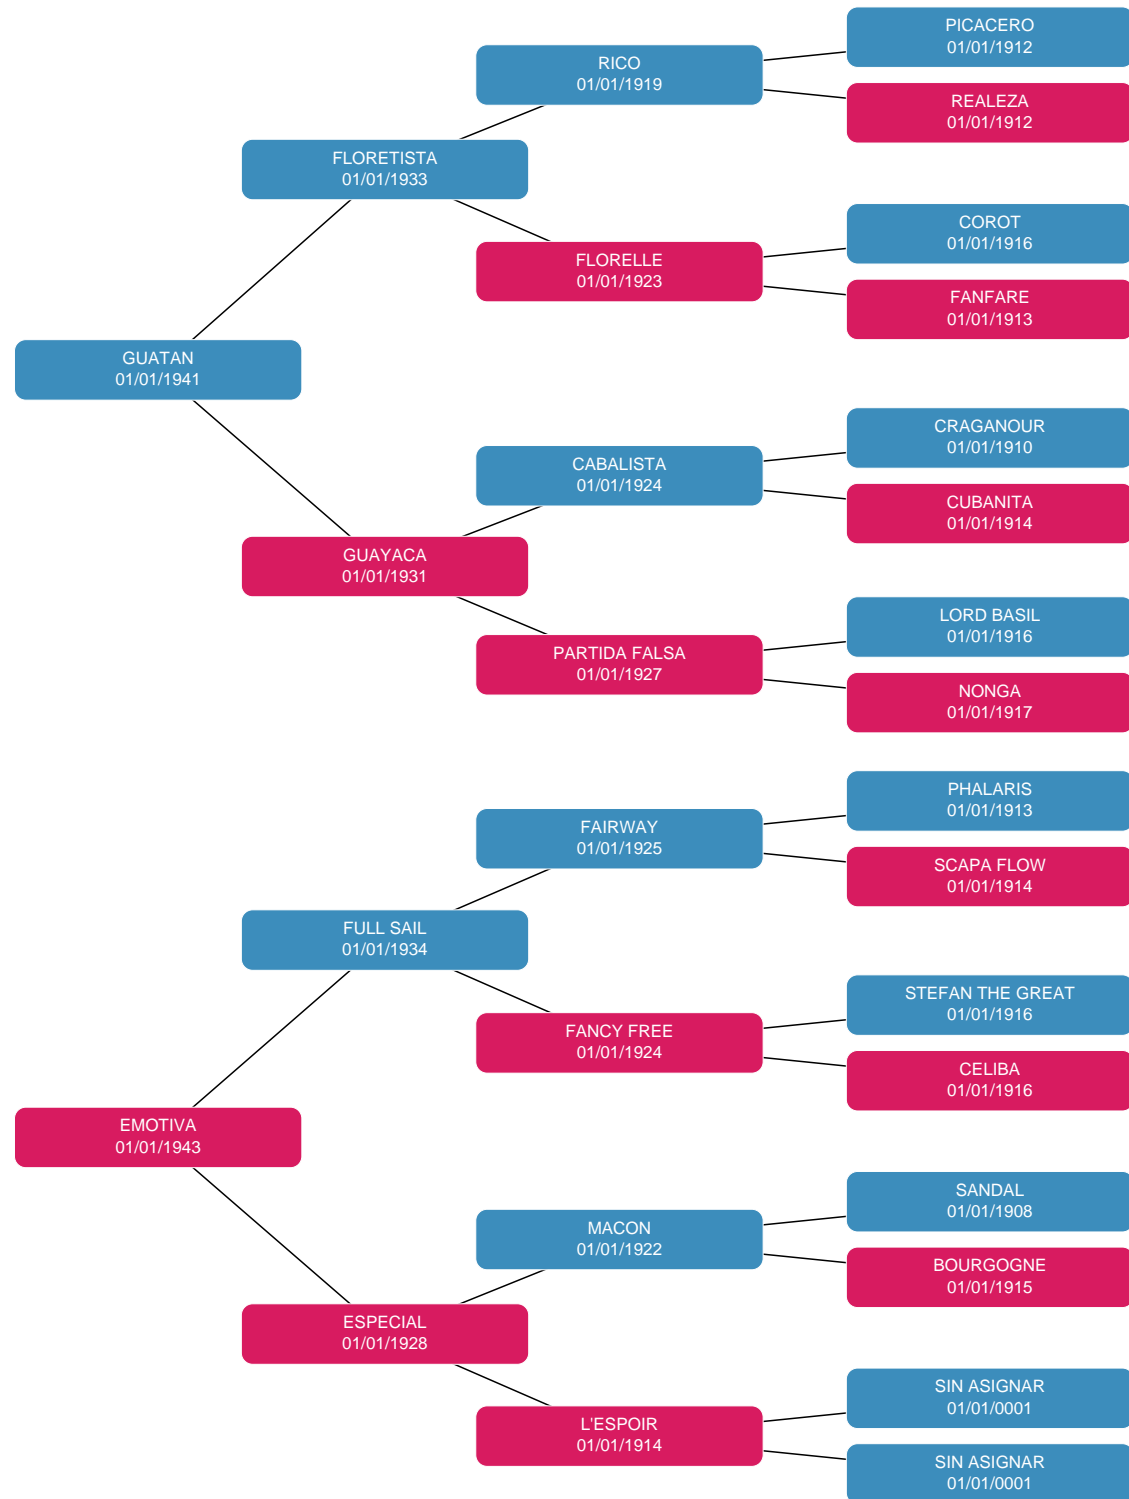 PICACERO
01/01/1912
RICO
01/01/1919
REALEZA
01/01/1912
FLORETISTA
01/01/1933
COROT
01/01/1916
FLORELLE
01/01/1923
FANFARE
01/01/1913
GUATAN
01/01/1941
CRAGANOUR
01/01/1910
CABALISTA
01/01/1924
CUBANITA
01/01/1914
GUAYACA
01/01/1931
LORD BASIL
01/01/1916
PARTIDA FALSA
01/01/1927
NONGA
01/01/1917
PHALARIS
01/01/1913
FAIRWAY
01/01/1925
SCAPA FLOW
01/01/1914
FULL SAIL
01/01/1934
STEFAN THE GREAT
01/01/1916
FANCY FREE
01/01/1924
CELIBA
01/01/1916
EMOTIVA
01/01/1943
SANDAL
01/01/1908
MACON
01/01/1922
BOURGOGNE
01/01/1915
ESPECIAL
01/01/1928
SIN ASIGNAR
01/01/0001
L'ESPOIR
01/01/1914
SIN ASIGNAR
01/01/0001